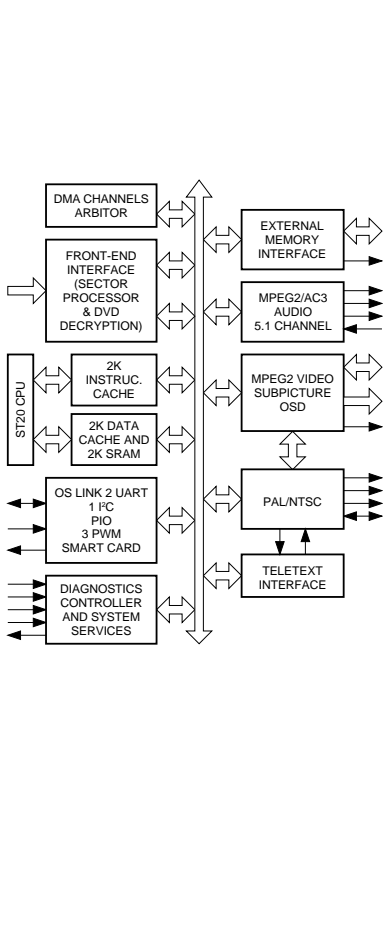 DMA CHANNELS
ARBITOR
FRONT-END
INTERFACE
(SECTOR
PROCESSOR
& DVD
DECRYPTION)
ST20 CPU
2K
INSTRUC.
CACHE
2K DATA
CACHE AND
2K SRAM
OS LINK 2 UART
1 I²C
PIO
3 PWM
SMART CARD
DIAGNOSTICS
CONTROLLER
AND SYSTEM
SERVICES
EXTERNAL
MEMORY
INTERFACE
MPEG2/AC3
AUDIO
5.1 CHANNEL
MPEG2 VIDEO
SUBPICTURE
OSD
PAL/NTSC
TELETEXT
INTERFACE